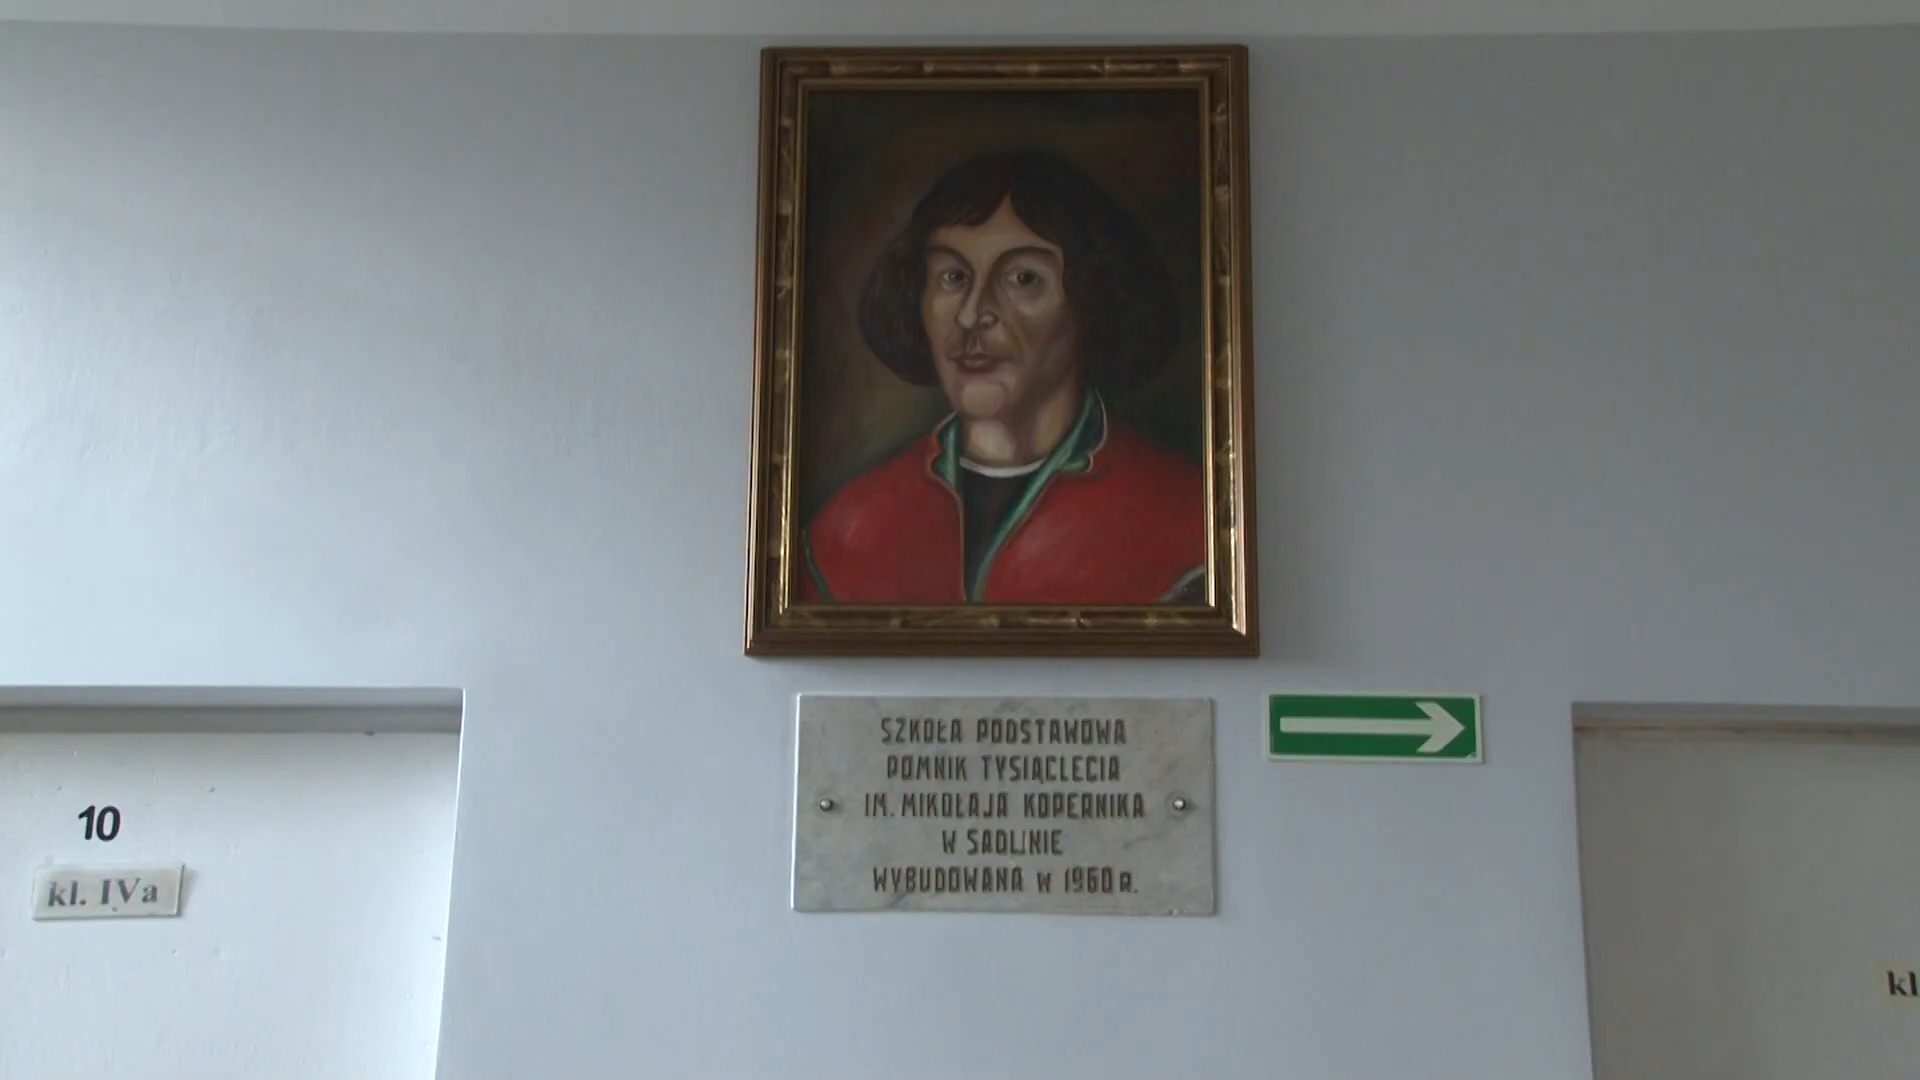 SZKOŁA PODSTAWOWA
POMNIK TYSIĄCLECIA
IM. MIKOŁAJA KOPERNIKA
W SADLINIE
WYBUDOWANA W 1960 R.
10
kl. IVa
kl